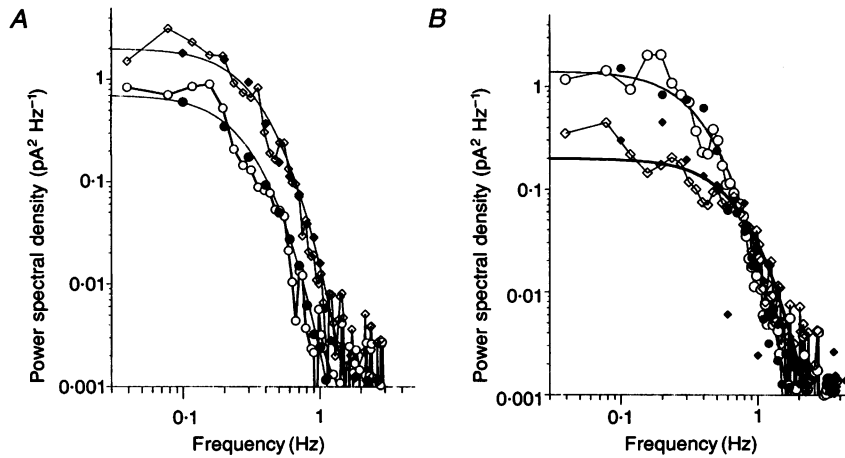 A
Power spectral density (pA² Hz⁻¹)
1
0·1
0·01
0·001
0·1
1
Frequency (Hz)
B
Power spectral density (pA² Hz⁻¹)
1
0·1
0·01
0·001
0·1
1
Frequency (Hz)